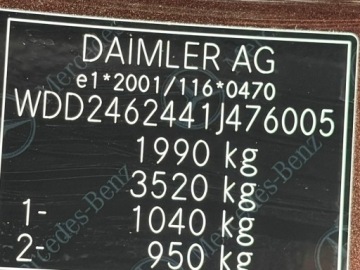 DAIMLER AG
e1*2001/116*0470
WDD2462441J476005
1990 kg
3520 kg
1- 1040 kg
2- 950 kg